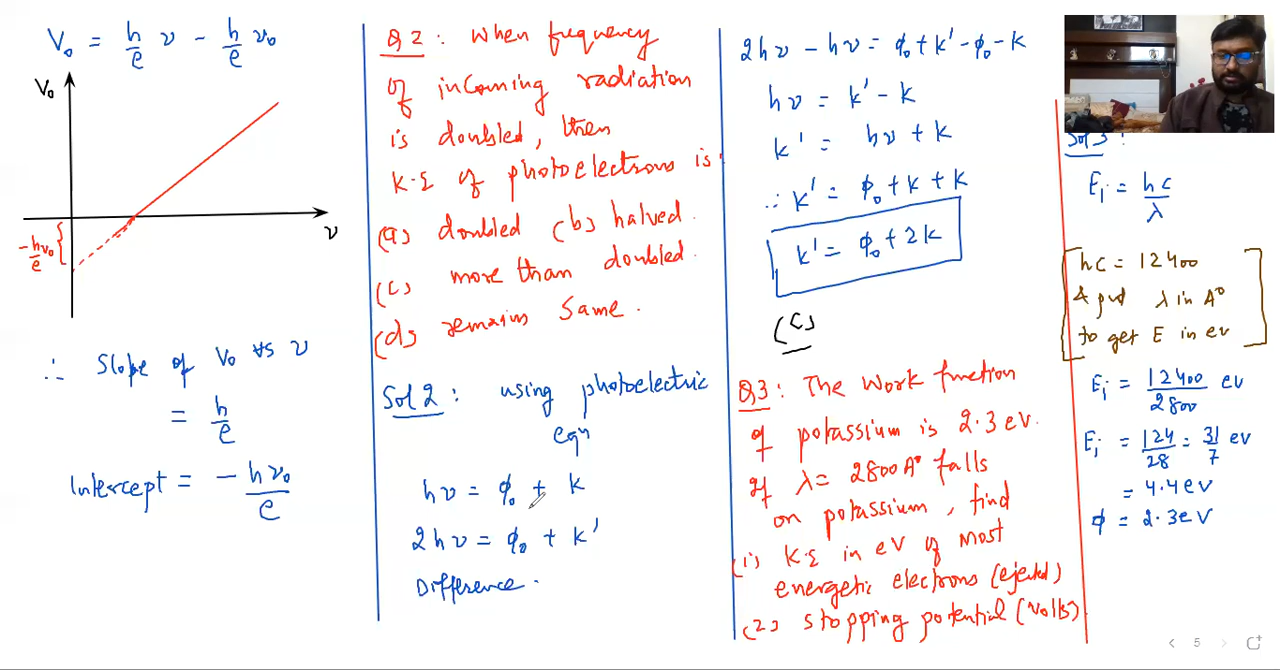 V₀ = h/e ν - h/e ν₀
V₀
ν
-hν₀/e
∴ Slope of V₀ vs ν
= h/e
Intercept = - hν₀/e
Q2 : When frequency
of incoming radiation
is doubled, then
K.E of photoelectrons is
(a) doubled (b) halved.
(c) more than doubled.
(d) remains same.
Sol 2 : using photoelectric
eqn
hν = ϕ₀ + k
2hν = ϕ₀ + k'
Difference.
2hν - hν = ϕ₀ + k' - ϕ₀ - k
hν = k' - k
k' = hν + k
∴ k' = ϕ₀ + k + k
k' = ϕ₀ + 2k
(c)
Q3 : The Work function
of potassium is 2.3 ev.
If λ = 2800 A° falls
on potassium, find
(1) K.E in eV of most
energetic electrons (ejected)
(2) stopping potential (volts)
Sol 3 :
Eᵢ = hc/λ
hc = 12400
& put λ in A°
to get E in ev
Eᵢ = 12400/2800 ev
Eᵢ = 124/28 = 31/7 ev
= 4.4 eV
ϕ = 2.3 eV
5